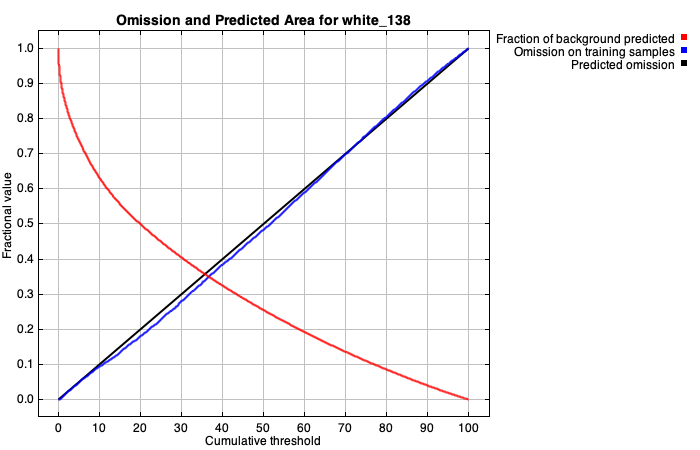 Omission and Predicted Area for white_138
Fraction of background predicted
Omission on training samples
Predicted omission
Fractional value
1.0
0.9
0.8
0.7
0.6
0.5
0.4
0.3
0.2
0.1
0.0
0 10 20 30 40 50 60 70 80 90 100
Cumulative threshold